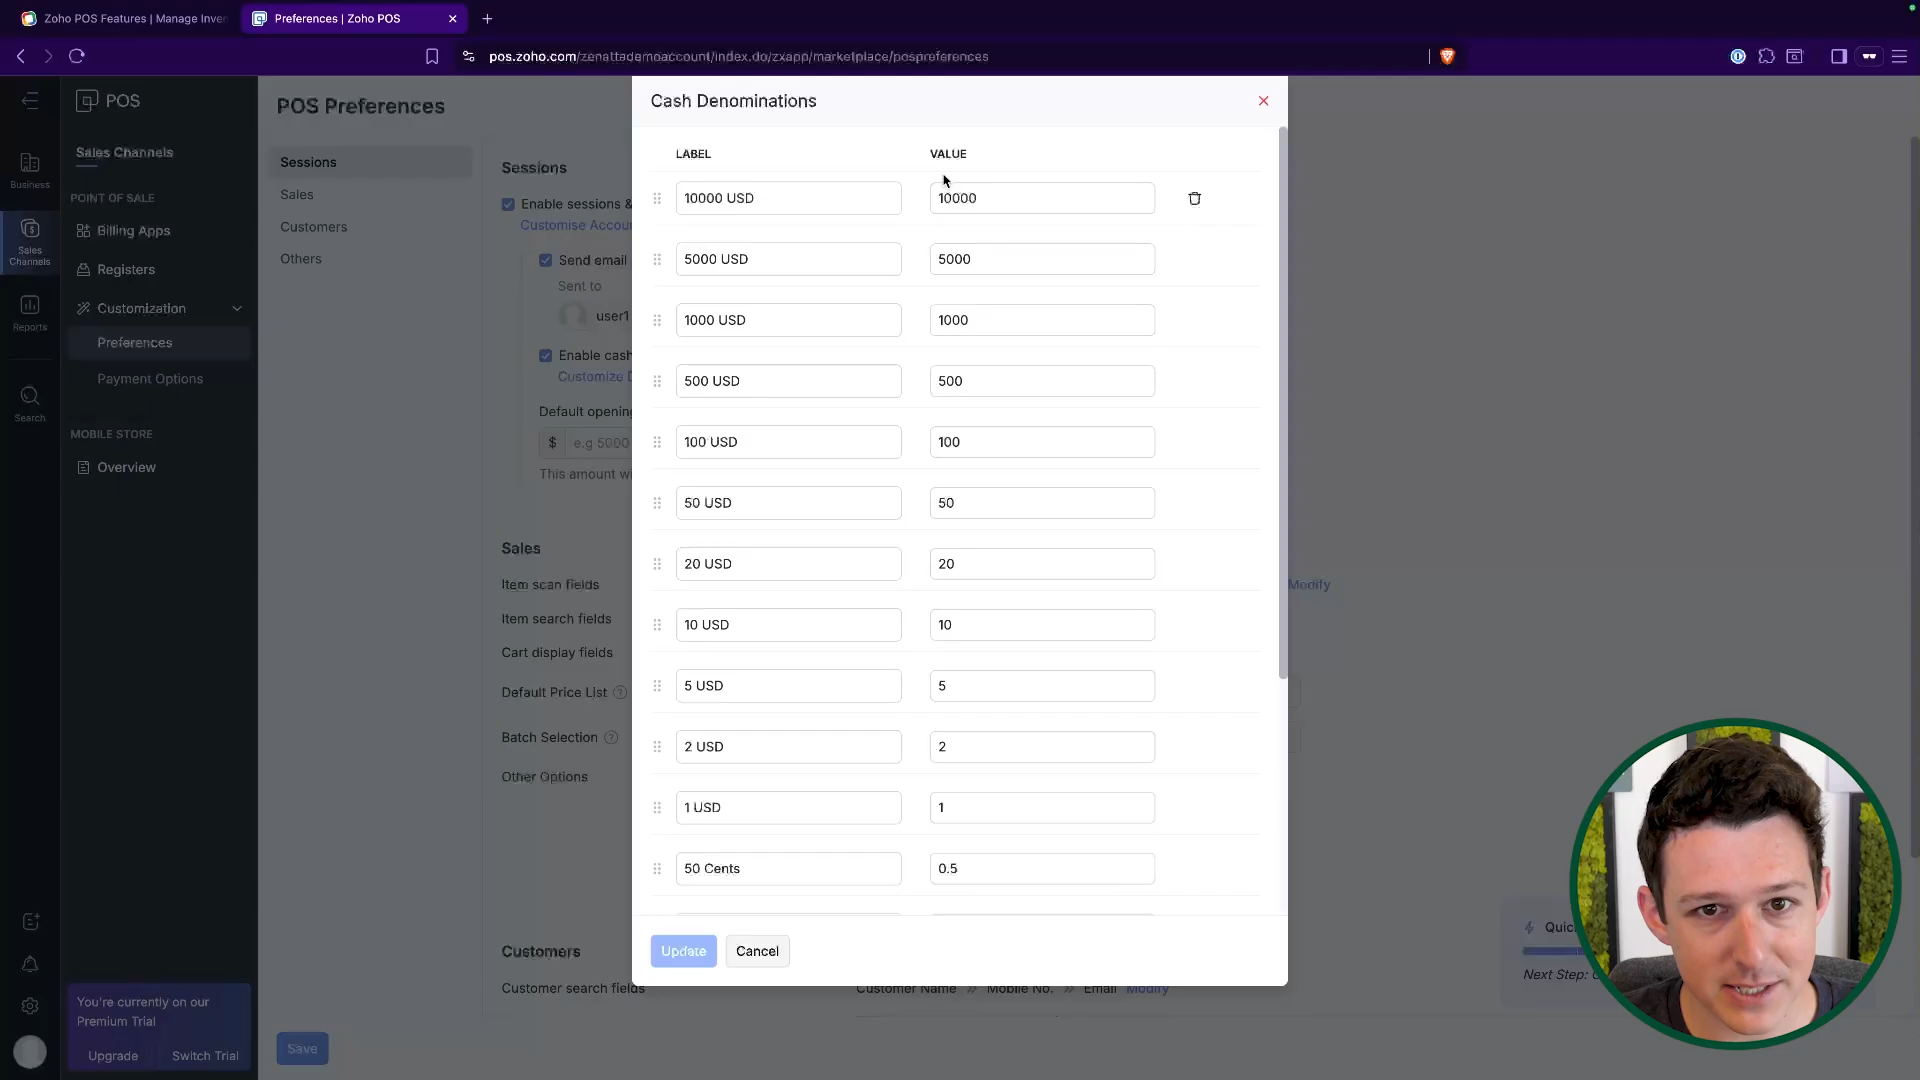 Zoho POS Features | Manage Inven
Preferences | Zoho POS
pos.zoho.com/zenatta­demoaccount/index.do/zxapp/marketplace/pospreferences
POS
POS Preferences
Cash Denominations
Sales Channels
Business
POINT OF SALE
Billing Apps
Sales
Channels
Registers
Reports
Customization
Preferences
Payment Options
Search
MOBILE STORE
Overview
You're currently on our
Premium Trial
Upgrade
Switch Trial
Sessions
Sales
Customers
Others
Sessions
Enable sessions &
Customise Accou
Send email
Sent to
user1
Enable cash
Customize D
Default opening
$ e.g 5000
This amount wi
Sales
Item scan fields
Modify
Item search fields
Cart display fields
Default Price List
Batch Selection
Other Options
Customers
Customer search fields
Customer Name
Mobile No.
Email
Modify
Save
LABEL VALUE
10000 USD 10000
5000 USD 5000
1000 USD 1000
500 USD 500
100 USD 100
50 USD 50
20 USD 20
10 USD 10
5 USD 5
2 USD 2
1 USD 1
50 Cents 0.5
Update Cancel
Quic
Next Step: